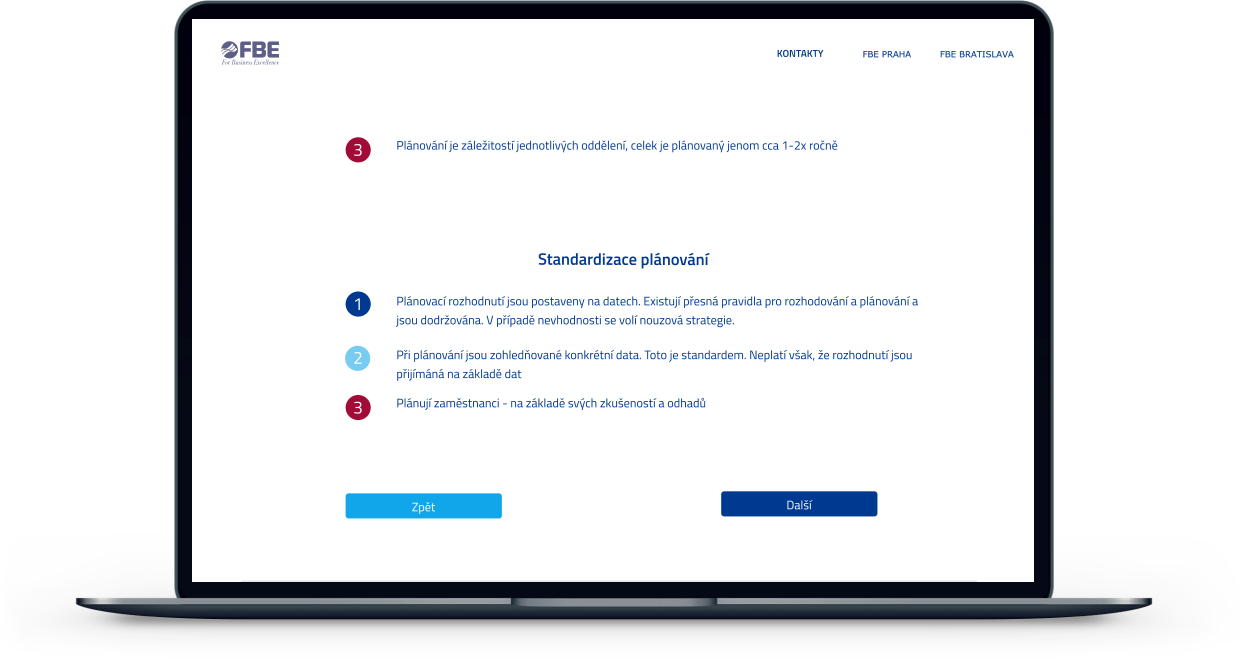 FBE
For Business Excellence
KONTAKTY
FBE PRAHA
FBE BRATISLAVA
3
Plánování je záležitostí jednotlivých oddělení, celek je plánovaný jenom cca 1-2x ročně
Standardizace plánování
1
Plánovací rozhodnutí jsou postaveny na datech. Existují přesná pravidla pro rozhodování a plánování a
jsou dodržována. V případě nevhodnosti se volí nouzová strategie.
2
Při plánování jsou zohledňované konkrétní data. Toto je standardem. Neplatí však, že rozhodnutí jsou
přijímáná na základě dat
3
Plánují zaměstnanci - na základě svých zkušeností a odhadů
Zpět
Další